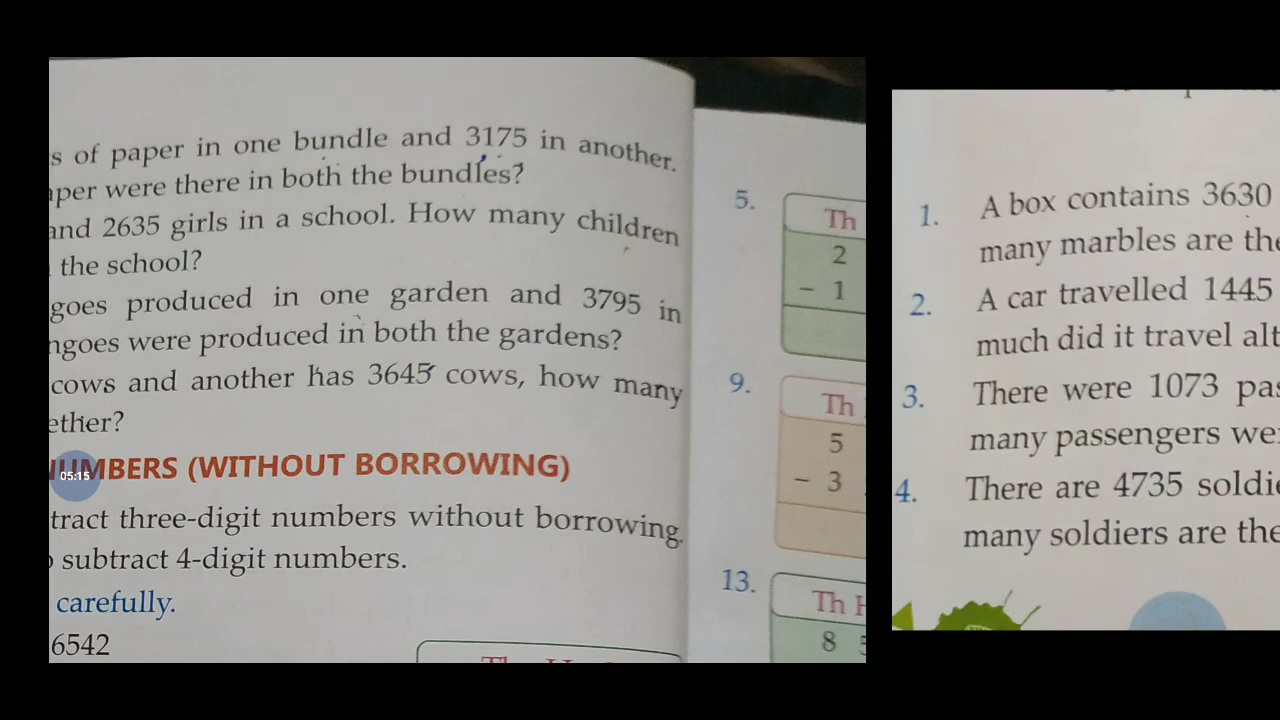 s of paper in one bundle and 3175 in another.
aper were there in both the bundles?
and 2635 girls in a school. How many children
the school?
goes produced in one garden and 3795 in
ngoes were produced in both the gardens?
cows and another has 3645 cows, how many
ether?
NUMBERS (WITHOUT BORROWING)
05:15
tract three-digit numbers without borrowing.
subtract 4-digit numbers.
carefully.
6542
5.
Th
2
– 1
9.
Th
5
– 3
13.
Th H
8 5
1. A box contains 3630
many marbles are the
2. A car travelled 1445
much did it travel alt
3. There were 1073 pas
many passengers we
4. There are 4735 soldie
many soldiers are the